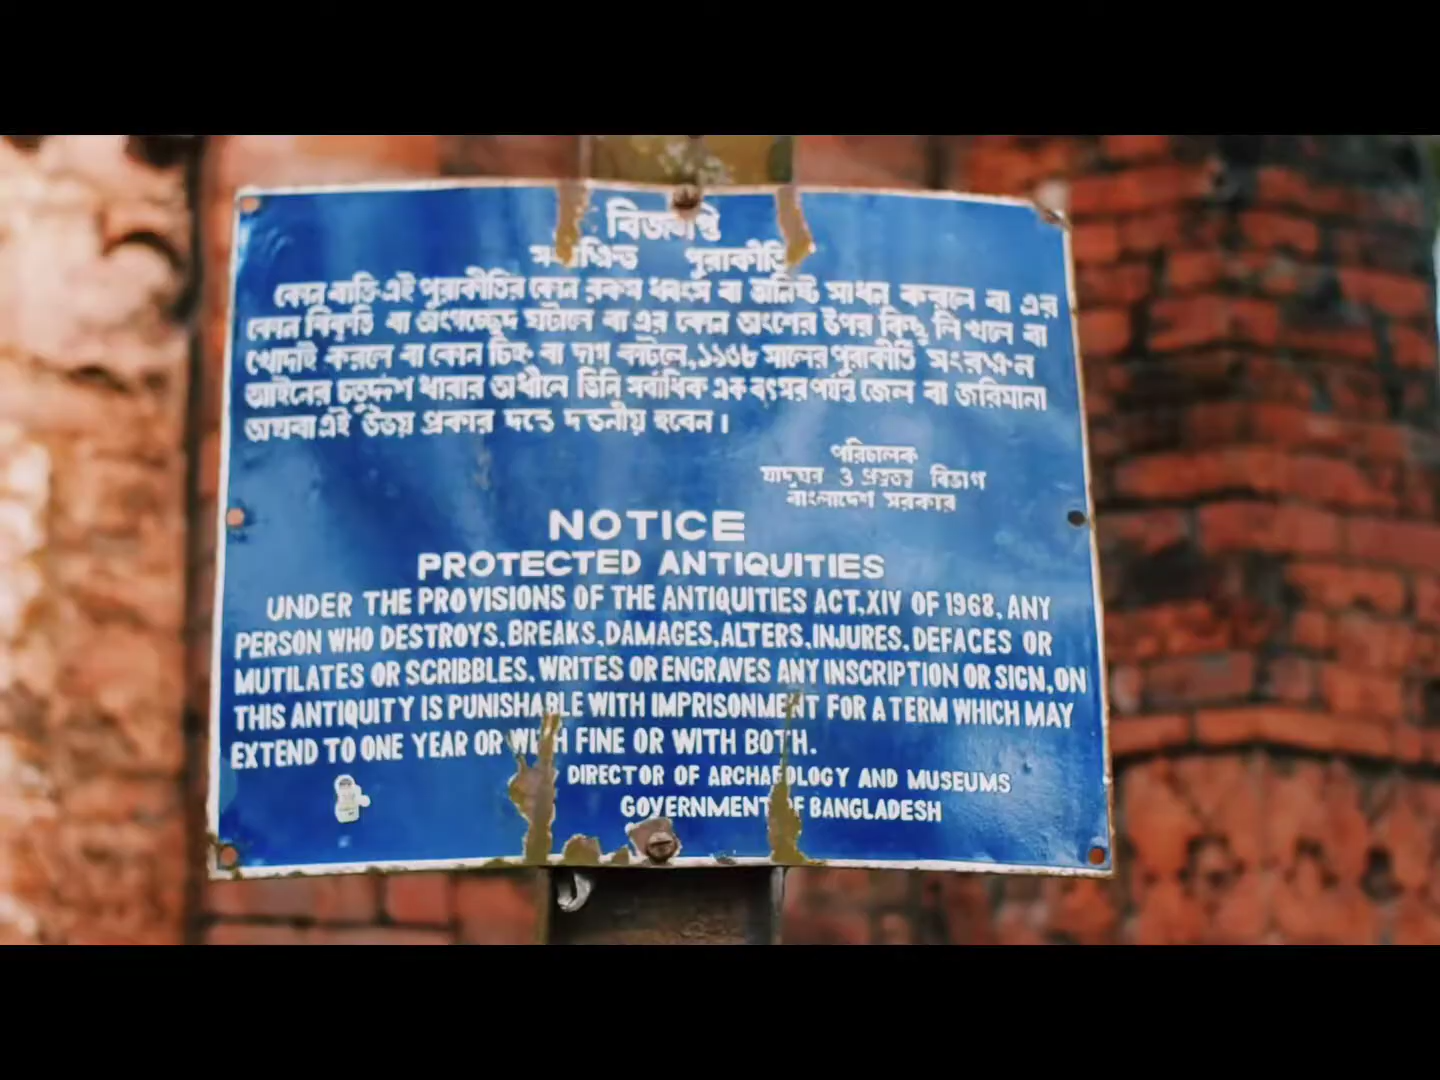 বিজ্ঞপ্তি
সংরক্ষিত পুরাকীর্তি
কোন ব্যক্তি এই পুরাকীর্তির কোন রকম ধ্বংস বা অনিষ্ট সাধন করলে বা এর
কোন বিকৃতি বা অংগচ্ছেদ ঘটালে বা এর কোন অংশের উপর কিছু লিখলে বা
খোদাই করলে বা কোন চিহ্ন বা দাগ কাটলে, ১৯৬৮ সালের পুরাকীর্তি সংরক্ষন
আইনের চতুর্দ্দশ ধারার অধীনে তিনি সর্বাধিক এক বৎসর পর্যন্ত জেল বা জরিমানা
অথবা এই উভয় প্রকার দন্ডে দন্ডনীয় হবেন।
পরিচালক
যাদুঘর ও প্রত্নতত্ত্ব বিভাগ
বাংলাদেশ সরকার
NOTICE
PROTECTED ANTIQUITIES
UNDER THE PROVISIONS OF THE ANTIQUITIES ACT,XIV OF 1968, ANY
PERSON WHO DESTROYS, BREAKS, DAMAGES, ALTERS, INJURES, DEFACES OR
MUTILATES OR SCRIBBLES, WRITES OR ENGRAVES ANY INSCRIPTION OR SIGN, ON
THIS ANTIQUITY IS PUNISHABLE WITH IMPRISONMENT FOR A TERM WHICH MAY
EXTEND TO ONE YEAR OR WITH FINE OR WITH BOTH.
DIRECTOR OF ARCHAEOLOGY AND MUSEUMS
GOVERNMENT OF BANGLADESH